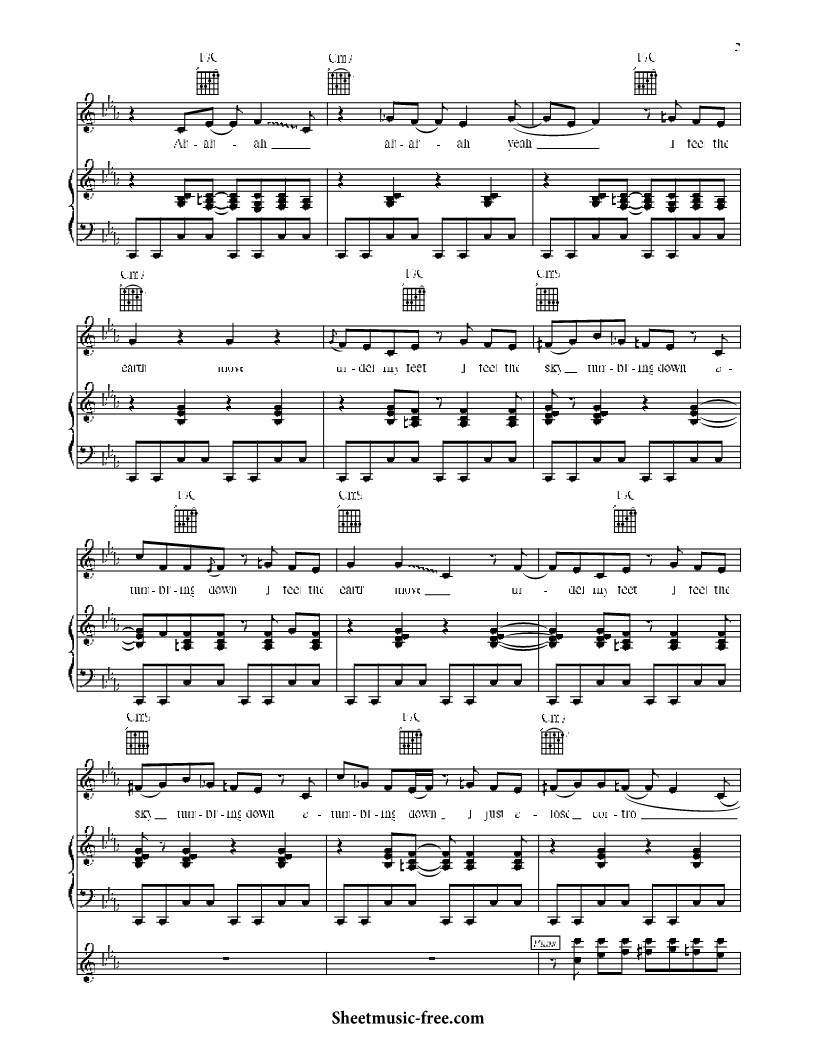 Cm7
Ah - ah - ah ah - ah - ah yeah I feel the
Cm7 Cm9
earth move un-der my feet I feel the sky tum-bl-ing down a-
Cm9
tum-bl-ing down I feel the earth move un - der my feet I feel the
Cm9 Cm7
sky tum-bl-ing down a - tum-bl-ing down I just a - lose con-tro
Piano
Sheetmusic-free.com